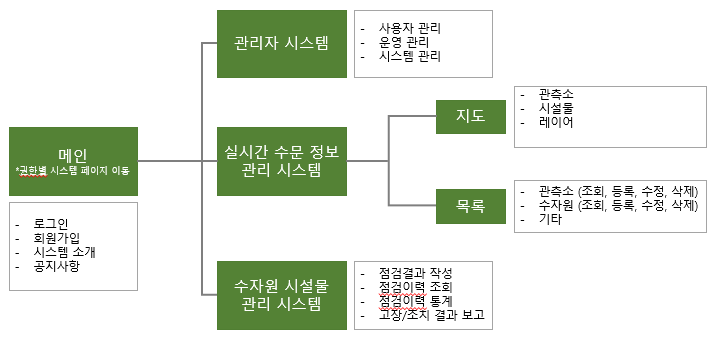 메인
*권한별 시스템 페이지 이동
- 로그인
- 회원가입
- 시스템 소개
- 공지사항
관리자 시스템
- 사용자 관리
- 운영 관리
- 시스템 관리
실시간 수문 정보
관리 시스템
지도
- 관측소
- 시설물
- 레이어
목록
- 관측소 (조회, 등록, 수정, 삭제)
- 수자원 (조회, 등록, 수정, 삭제)
- 기타
수자원 시설물
관리 시스템
- 점검결과 작성
- 점검이력 조회
- 점검이력 통계
- 고장/조치 결과 보고